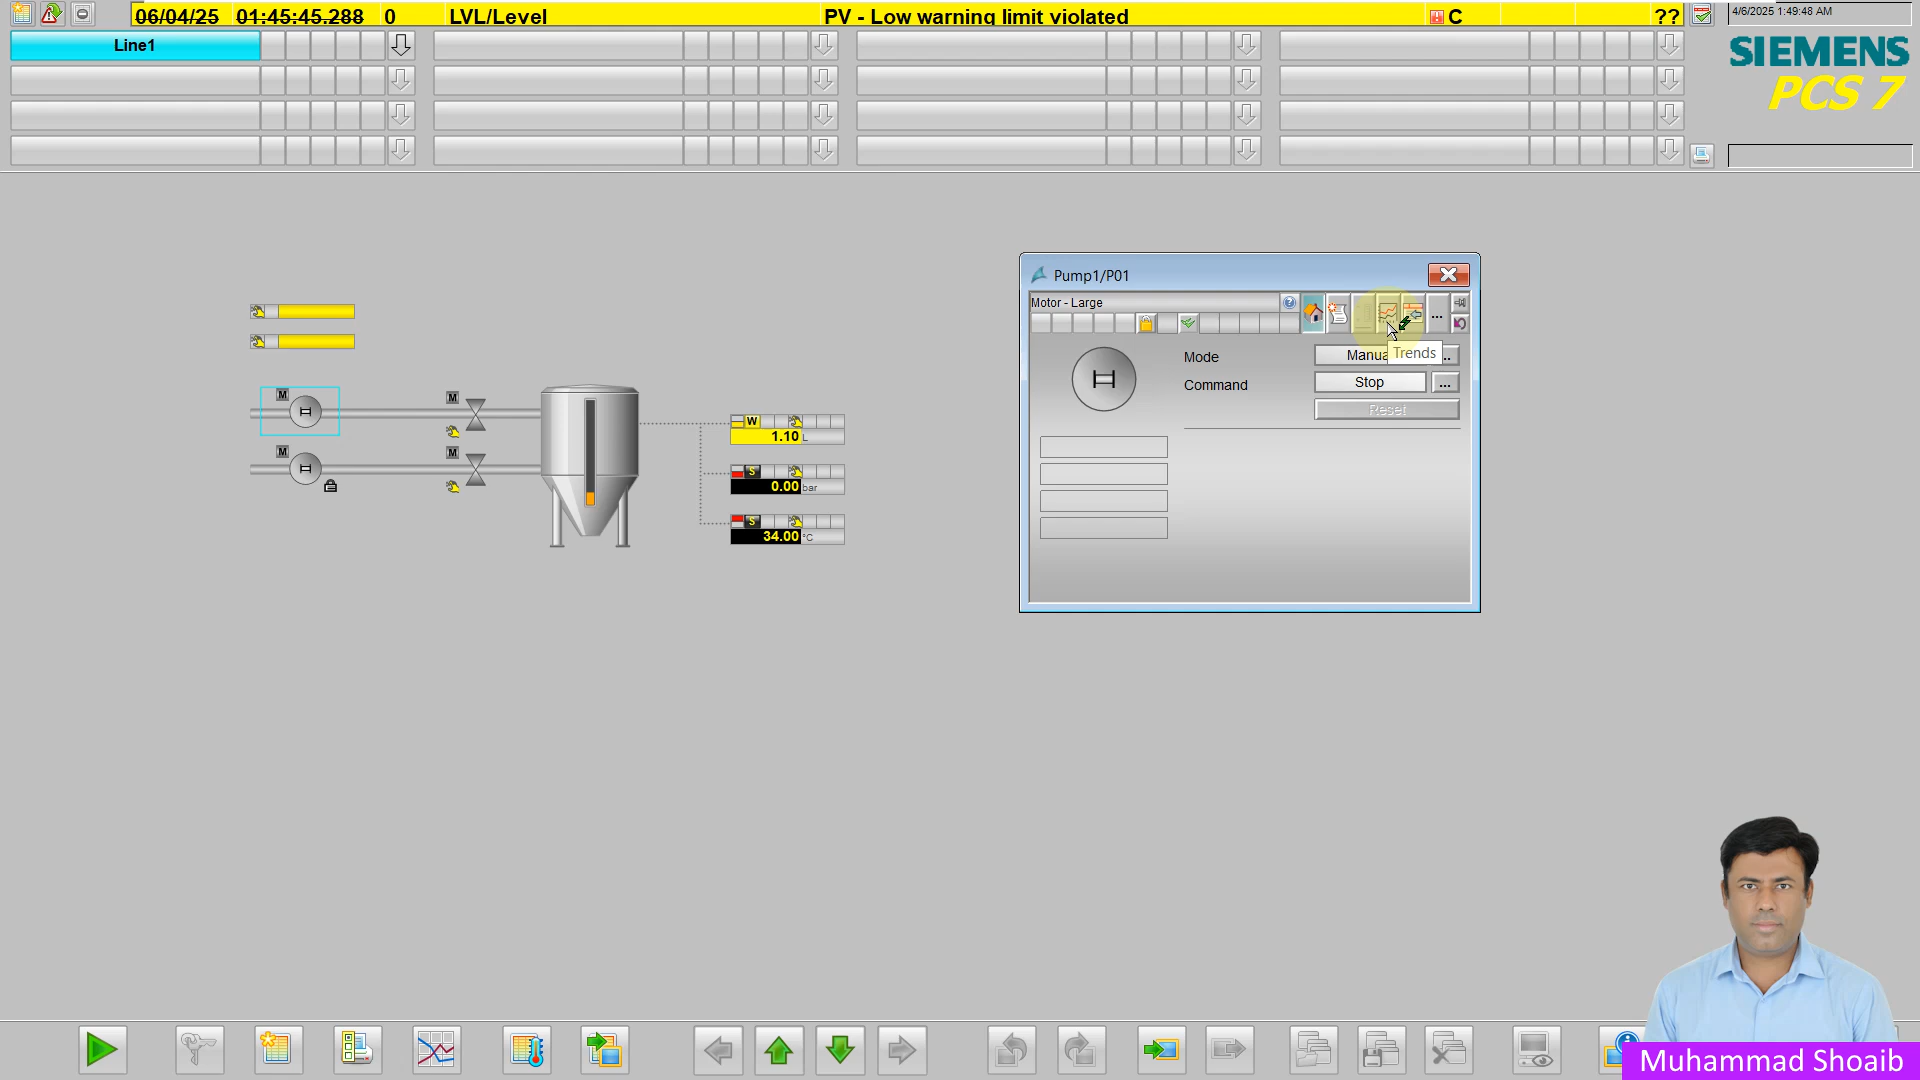 06/04/25 01:45:45.288 0 LVL/Level PV - Low warning limit violated C ??
4/6/2025 1:49:48 AM
Line1
SIEMENS
PCS 7
Pump1/P01
Motor - Large
...
Trends
Mode Manua ..
Command Stop ...
Reset
M
M
M
M
W
1.10 L
S
0.00 bar
S
34.00 °C
Muhammad Shoaib